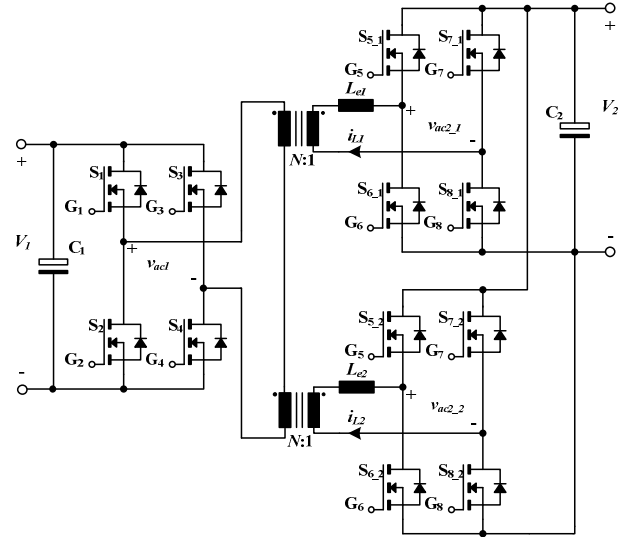 S5_1 S7_1 +
G5 G7
Le1
+ vac2_1 - C2 V2
iL1
N:1
+ S1 S3 S6_1 S8_1
G1 G3 G6 G8 -
V1 C1 + vac1 -
S2 S4 S5_2 S7_2
G2 G4 G5 G7
- Le2
+ vac2_2 -
iL2
N:1
S6_2 S8_2
G6 G8